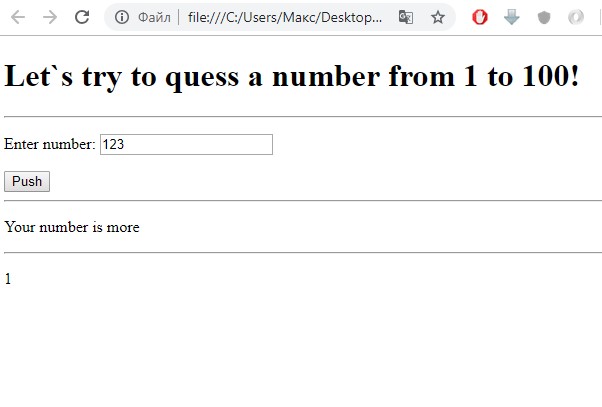 Файл
file:///C:/Users/Макс/Desktop...
Let`s try to quess a number from 1 to 100!
Enter number: 123
Push
Your number is more
1